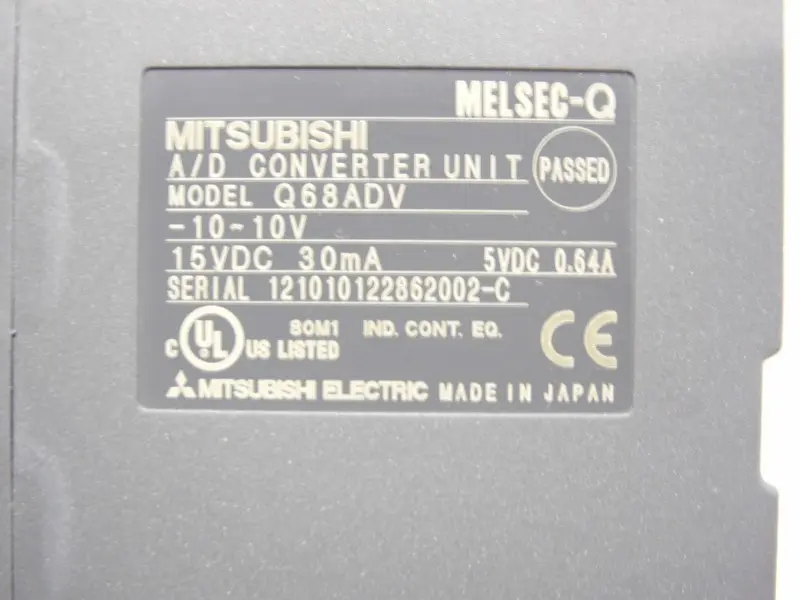 MELSEC-Q
MITSUBISHI
A/D CONVERTER UNIT
PASSED
MODEL Q68ADV
-10~10V
15VDC 30mA 5VDC 0.64A
SERIAL 121010122862002-C
C UL US LISTED
80M1 IND. CONT. EQ.
CE
MITSUBISHI ELECTRIC MADE IN JAPAN